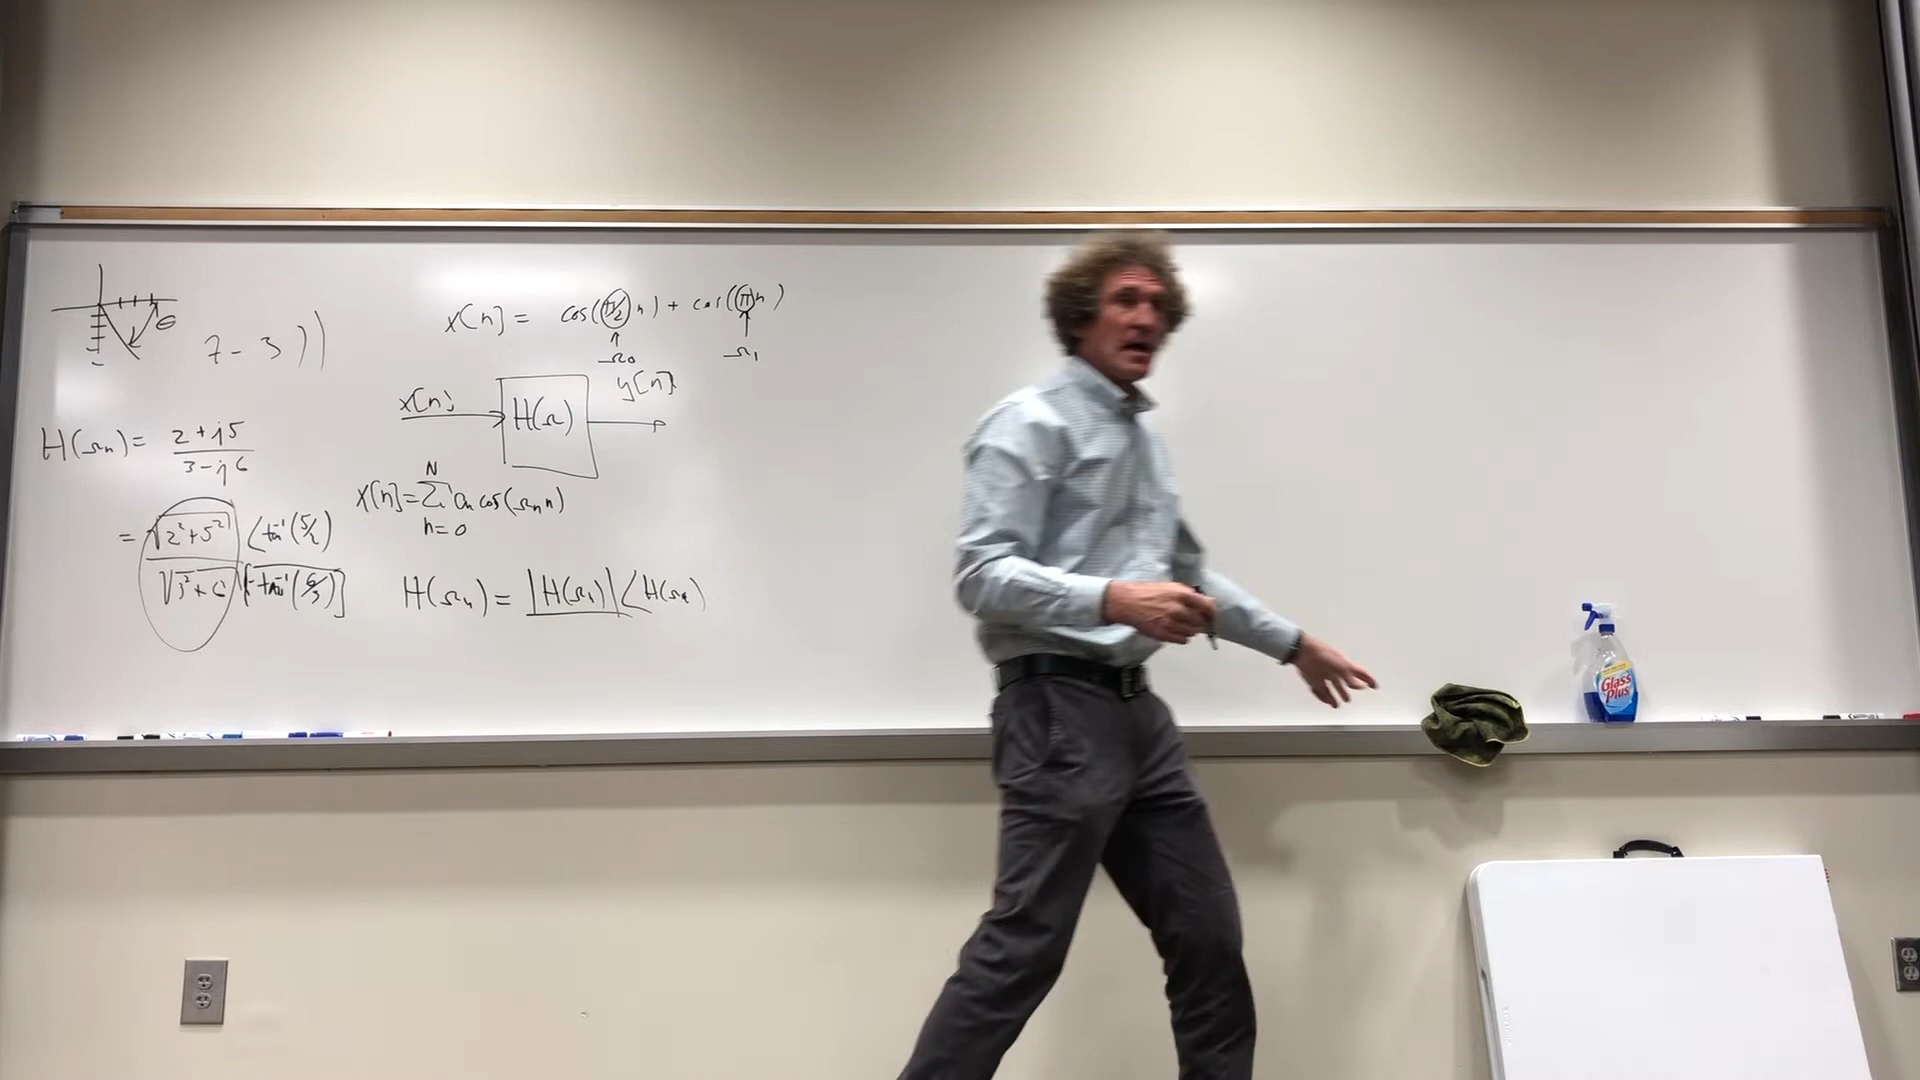 7-3))
H(Ωn) = 2+j5
3-j6
= √2²+5² ∠tan⁻¹(5/2)
√3²+6 [-tan⁻¹(6/3)]
x[n] = cos((π/2)n) + cos((π)n)
Ω0 Ω1
x[n] H(Ω) y[n]
N
x[n] = Σ an cos(Ωn n)
n=0
H(Ωn) = |H(Ωn)| ∠H(Ωn)
Glass
Plus